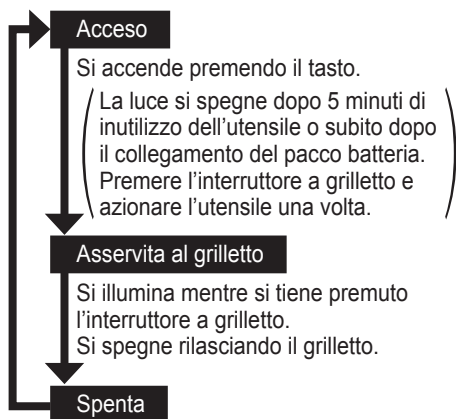 Acceso
Si accende premendo il tasto.
La luce si spegne dopo 5 minuti di
inutilizzo dell'utensile o subito dopo
il collegamento del pacco batteria.
Premere l'interruttore a grilletto e
azionare l'utensile una volta.
Asservita al grilletto
Si illumina mentre si tiene premuto
l'interruttore a grilletto.
Si spegne rilasciando il grilletto.
Spenta